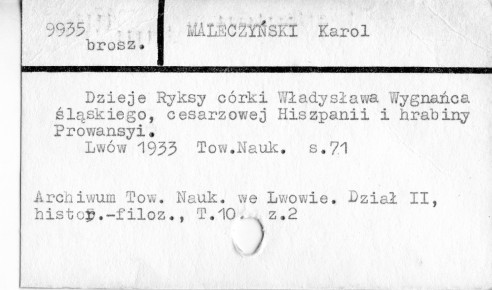 9935 MALECZYŃSKI Karol
brosz.
Dzieje Ryksy córki Władysława Wygnańca
śląskiego, cesarzowej Hiszpanii i hrabiny
Prowansyi.
Lwów 1933 Tow.Nauk. s.71
Archiwum Tow. Nauk. we Lwowie. Dział II,
histor.-filoz., T.10. z.2